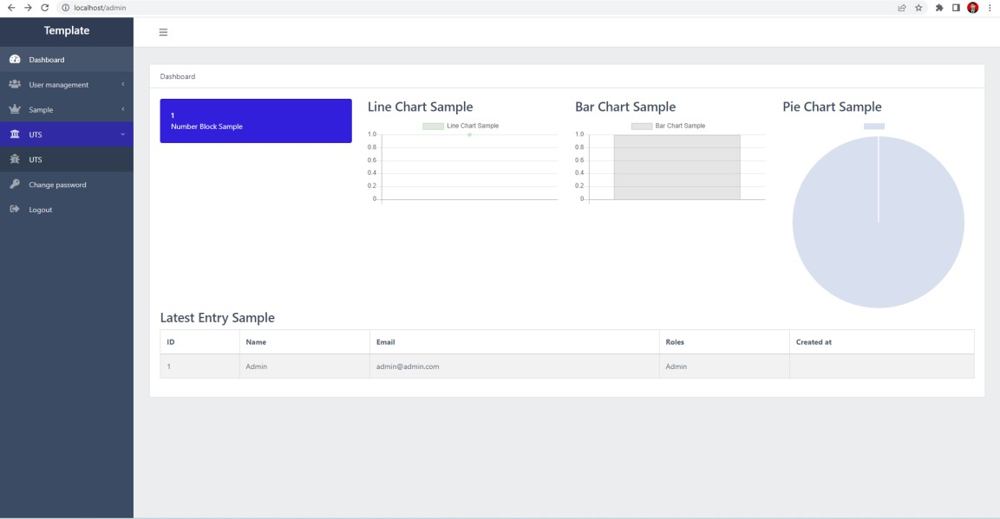 localhost/admin
Template
Dashboard
User management
Sample
UTS
UTS
Change password
Logout
Dashboard
1
Number Block Sample
Line Chart Sample
Line Chart Sample
1.0
0.8
0.6
0.4
0.2
0
Bar Chart Sample
Bar Chart Sample
1.0
0.8
0.6
0.4
0.2
0
Pie Chart Sample
Latest Entry Sample
ID Name Email Roles Created at
1 Admin admin@admin.com Admin